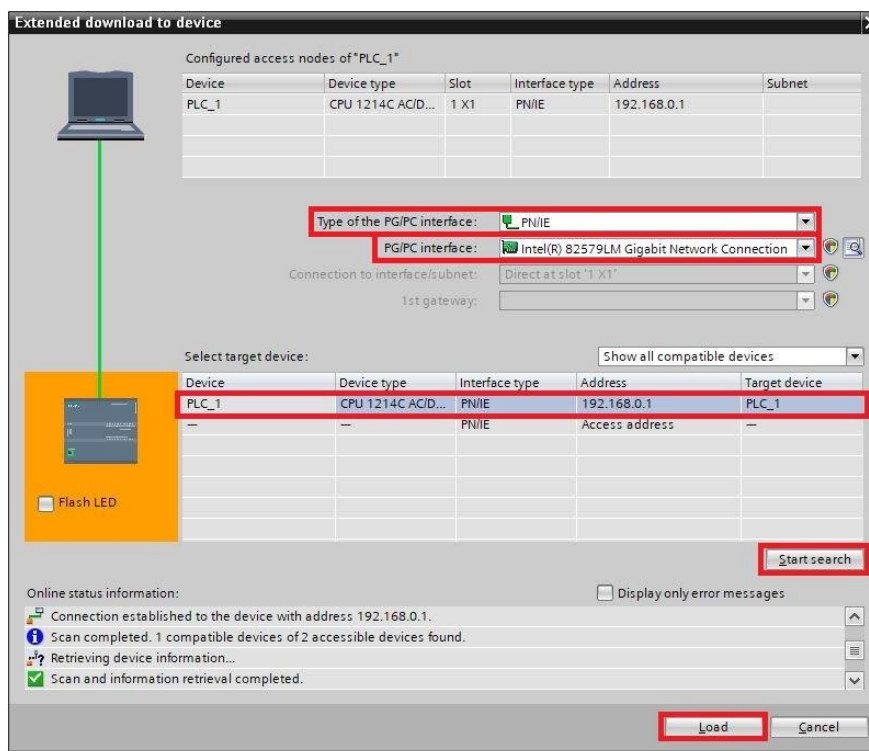 Extended download to device
Configured access nodes of "PLC_1"
Device Device type Slot Interface type Address Subnet
PLC_1 CPU 1214C AC/D... 1 X1 PN/IE 192.168.0.1
Type of the PG/PC interface: PN/IE
PG/PC interface: Intel(R) 82579LM Gigabit Network Connection
Connection to interface/subnet: Direct at slot '1 X1'
1st gateway:
Select target device: Show all compatible devices
Device Device type Interface type Address Target device
PLC_1 CPU 1214C AC/D... PN/IE 192.168.0.1 PLC_1
— — PN/IE Access address —
Flash LED
Start search
Online status information: Display only error messages
Connection established to the device with address 192.168.0.1.
Scan completed. 1 compatible devices of 2 accessible devices found.
Retrieving device information...
Scan and information retrieval completed.
Load Cancel